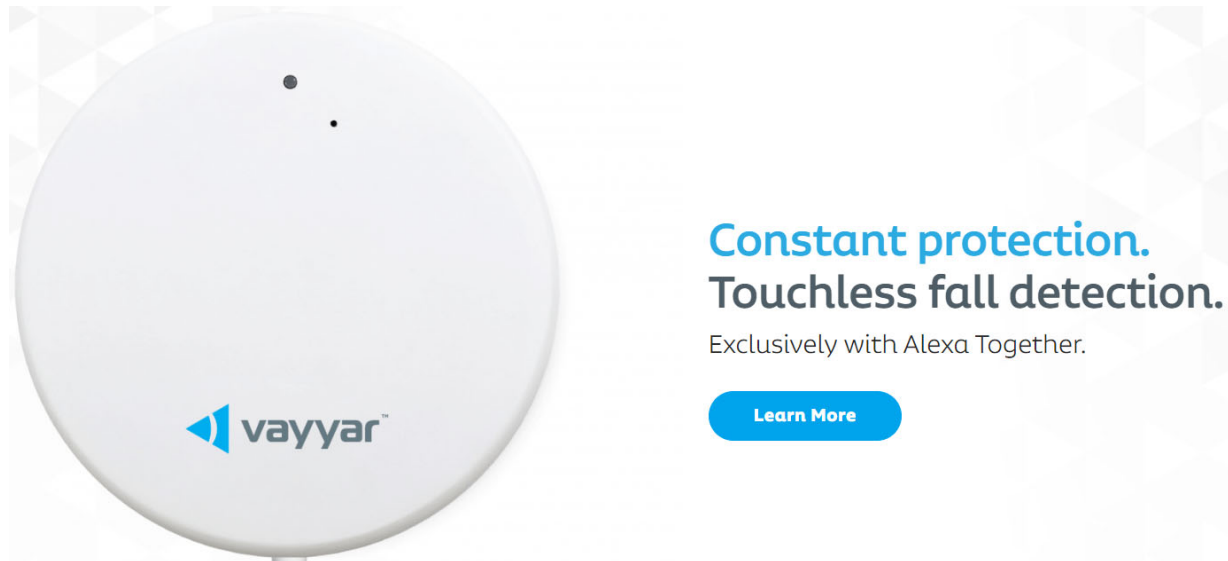 vayyar™
Constant protection.
Touchless fall detection.
Exclusively with Alexa Together.
Learn More